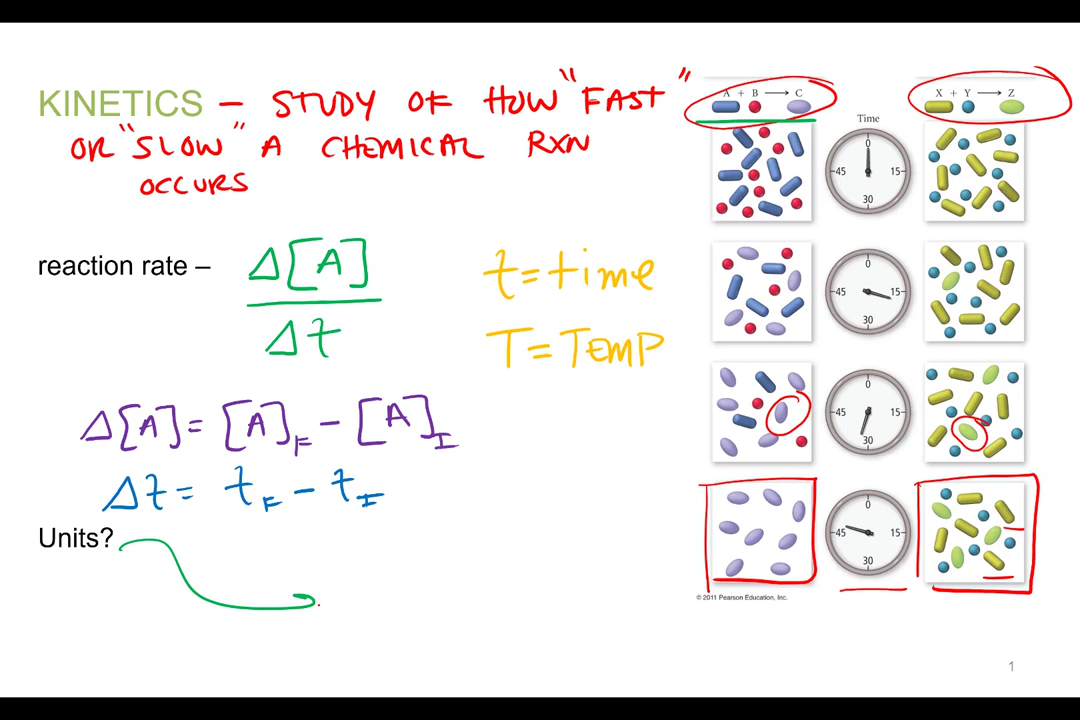 KINETICS – STUDY OF HOW "FAST"
OR "SLOW" A CHEMICAL RXN
OCCURS
reaction rate – Δ[A]
Δt
t = time
T = TEMP
Δ[A] = [A]F – [A]I
Δt = tF – tI
Units?
A + B ⟶ C
Time
X + Y ⟶ Z
0
45 15
30
0
45 15
30
0
45 15
30
0
45 15
30
© 2011 Pearson Education, Inc.
1